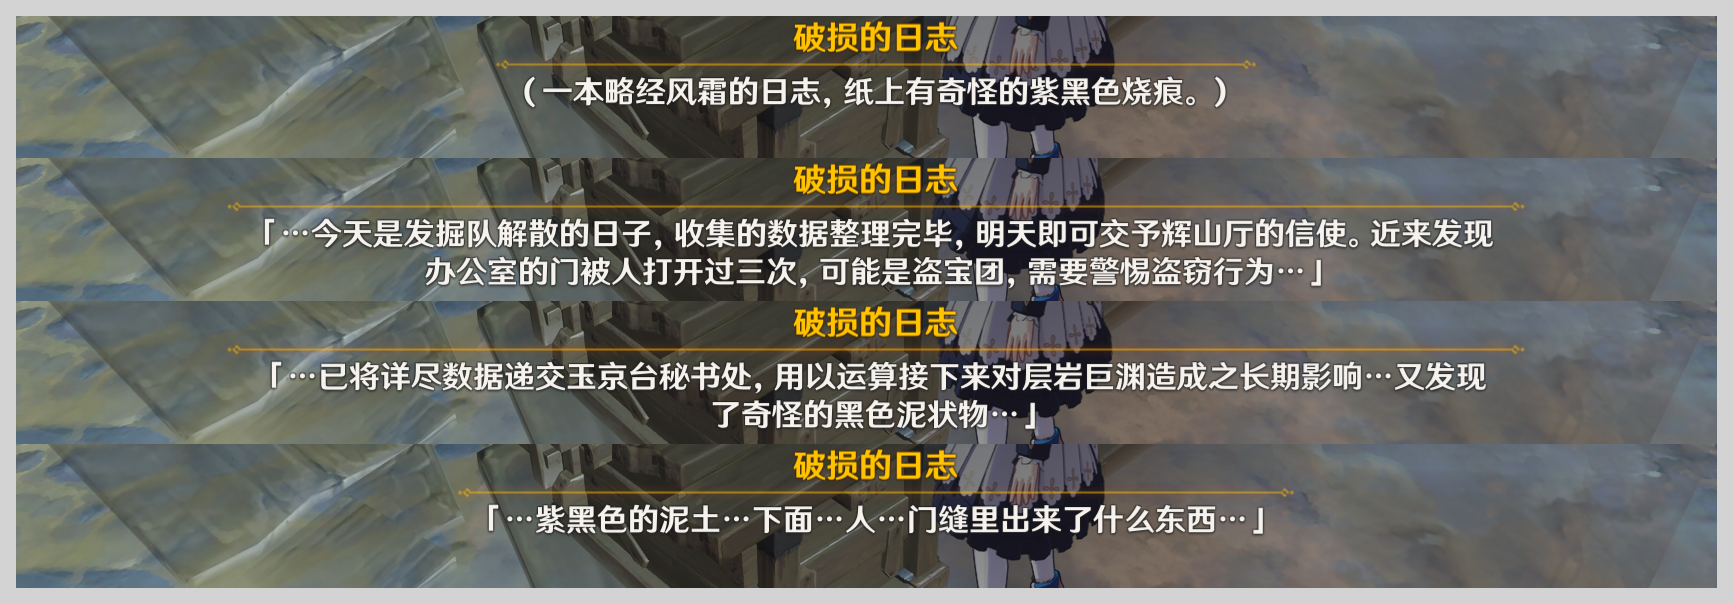 破损的日志
（一本略经风霜的日志，纸上有奇怪的紫黑色烧痕。）
破损的日志
「…今天是发掘队解散的日子，收集的数据整理完毕，明天即可交予辉山厅的信使。近来发现
办公室的门被人打开过三次，可能是盗宝团，需要警惕盗窃行为…」
破损的日志
「…已将详尽数据递交玉京台秘书处，用以运算接下来对层岩巨渊造成之长期影响…又发现
了奇怪的黑色泥状物…」
破损的日志
「…紫黑色的泥土…下面…人…门缝里出来了什么东西…」